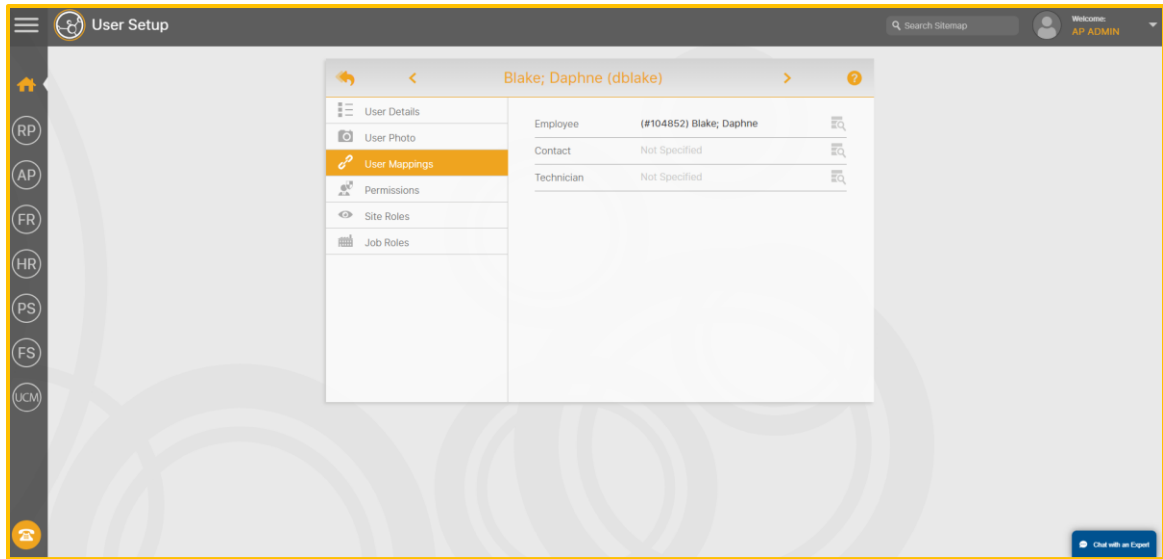 User Setup
Search Sitemap
Welcome:
AP ADMIN
Blake; Daphne (dblake)
?
User Details
User Photo
User Mappings
Permissions
Site Roles
Job Roles
Employee (#104852) Blake; Daphne
Contact Not Specified
Technician Not Specified
RP
AP
FR
HR
PS
FS
UCM
Chat with an Expert